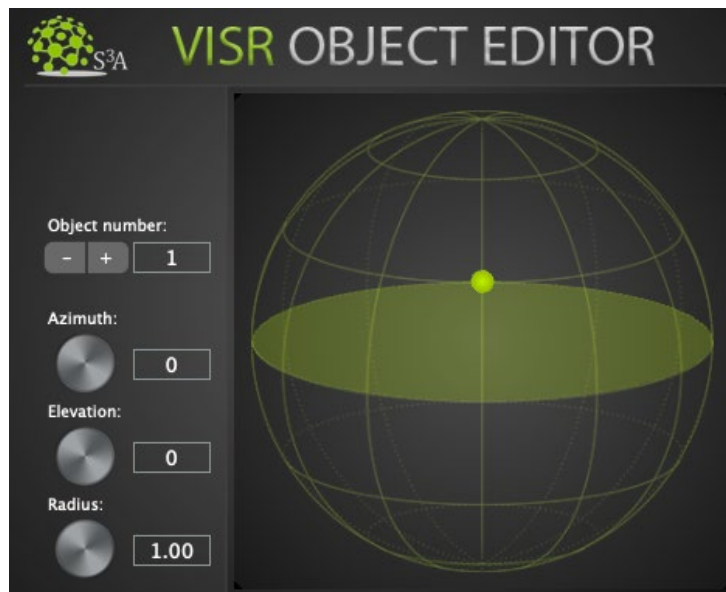 S³A
VISR OBJECT EDITOR
Object number:
- + 1
Azimuth:
0
Elevation:
0
Radius:
1.00